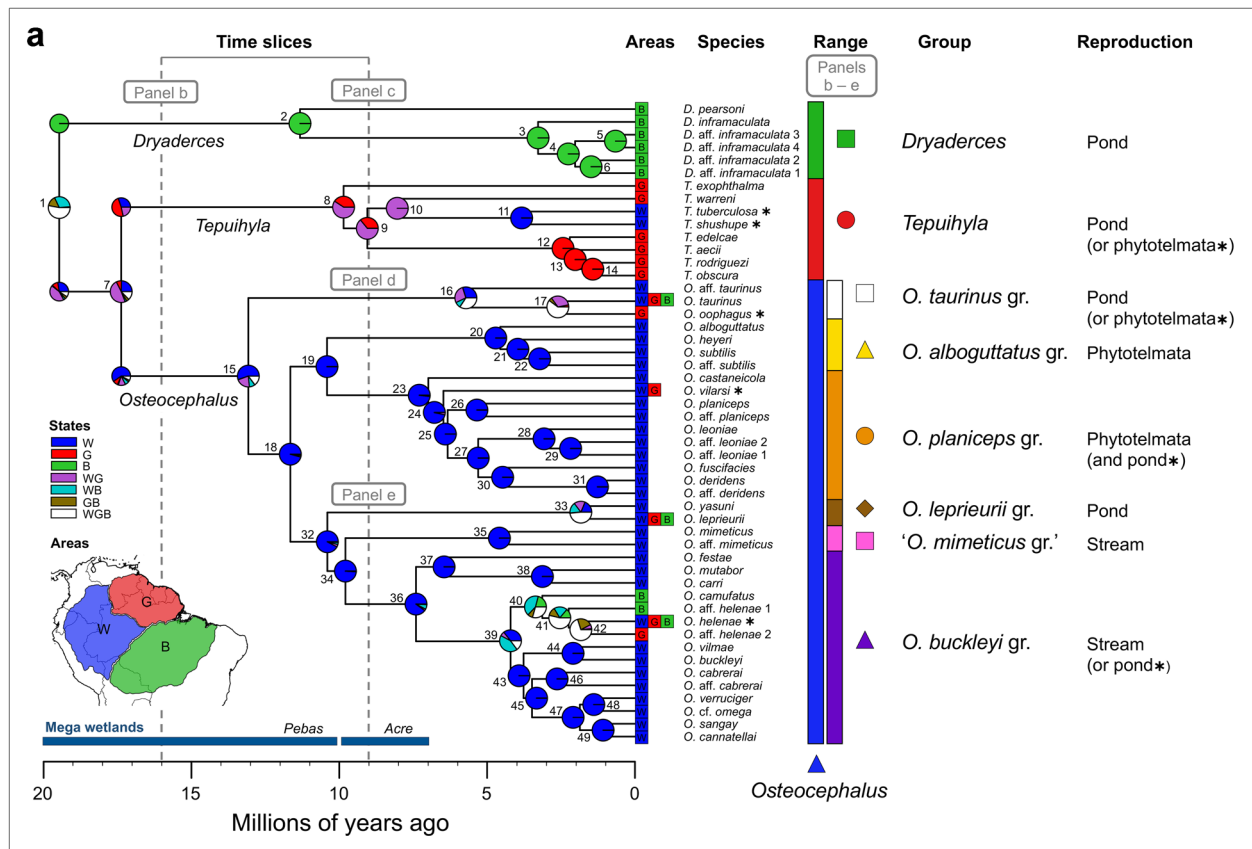 a
Time slices
Areas Species Range Group Reproduction
Panel b
Panel c
Panels
b – e
Dryaderces
Tepuihyla
Panel d
Osteocephalus
Panel e
1
2
3
4
5
6
7
8
9
10
11
12
13
14
15
16
17
18
19
20
21
22
23
24
25
26
27
28
29
30
31
32
33
34
35
36
37
38
39
40
41
42
43
44
45
46
47
48
49
B D. pearsoni
B D. inframaculata
B D. aff. inframaculata 3
B D. aff. inframaculata 4
B D. aff. inframaculata 2
B D. aff. inframaculata 1
G T. exophthalma
G T. warreni
W T. tuberculosa ∗
W T. shushupe ∗
G T. edelcae
G T. aecii
G T. rodriguezi
G T. obscura
W O. aff. taurinus
W G B O. taurinus
G O. oophagus ∗
W O. alboguttatus
W O. heyeri
W O. subtilis
W O. aff. subtilis
W O. castaneicola
W G O. vilarsi ∗
W O. planiceps
W O. aff. planiceps
W O. leoniae
W O. aff. leoniae 2
W O. aff. leoniae 1
W O. fuscifacies
W O. deridens
W O. aff. deridens
W O. yasuni
W G B O. leprieurii
W O. mimeticus
W O. aff. mimeticus
W O. festae
W O. mutabor
W O. carri
B O. camufatus
B O. aff. helenae 1
W G B O. helenae ∗
G O. aff. helenae 2
W O. vilmae
W O. buckleyi
W O. cabrerai
W O. aff. cabrerai
W O. verruciger
W O. cf. omega
W O. sangay
W O. cannatellai
Dryaderces Pond
Tepuihyla Pond
(or phytotelmata∗)
O. taurinus gr. Pond
(or phytotelmata∗)
O. alboguttatus gr. Phytotelmata
O. planiceps gr. Phytotelmata
(and pond∗)
O. leprieurii gr. Pond
‘O. mimeticus gr.’ Stream
O. buckleyi gr. Stream
(or pond∗)
Osteocephalus
States
W
G
B
WG
WB
GB
WGB
Areas
G
W
B
Mega wetlands
Pebas Acre
20 15 10 5 0
Millions of years ago